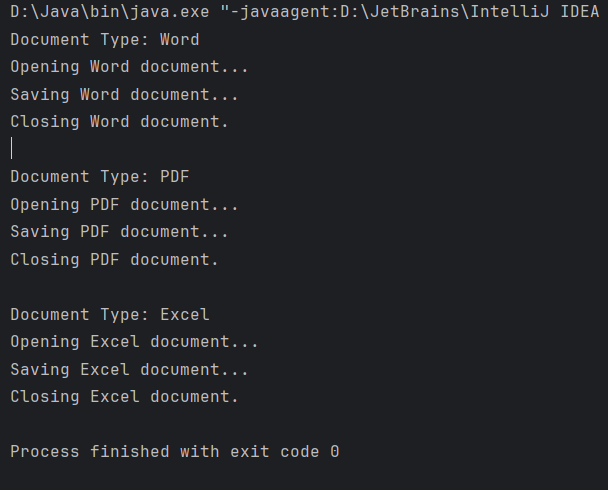 D:\Java\bin\java.exe "-javaagent:D:\JetBrains\IntelliJ IDEA
Document Type: Word
Opening Word document...
Saving Word document...
Closing Word document.
Document Type: PDF
Opening PDF document...
Saving PDF document...
Closing PDF document.
Document Type: Excel
Opening Excel document...
Saving Excel document...
Closing Excel document.
Process finished with exit code 0